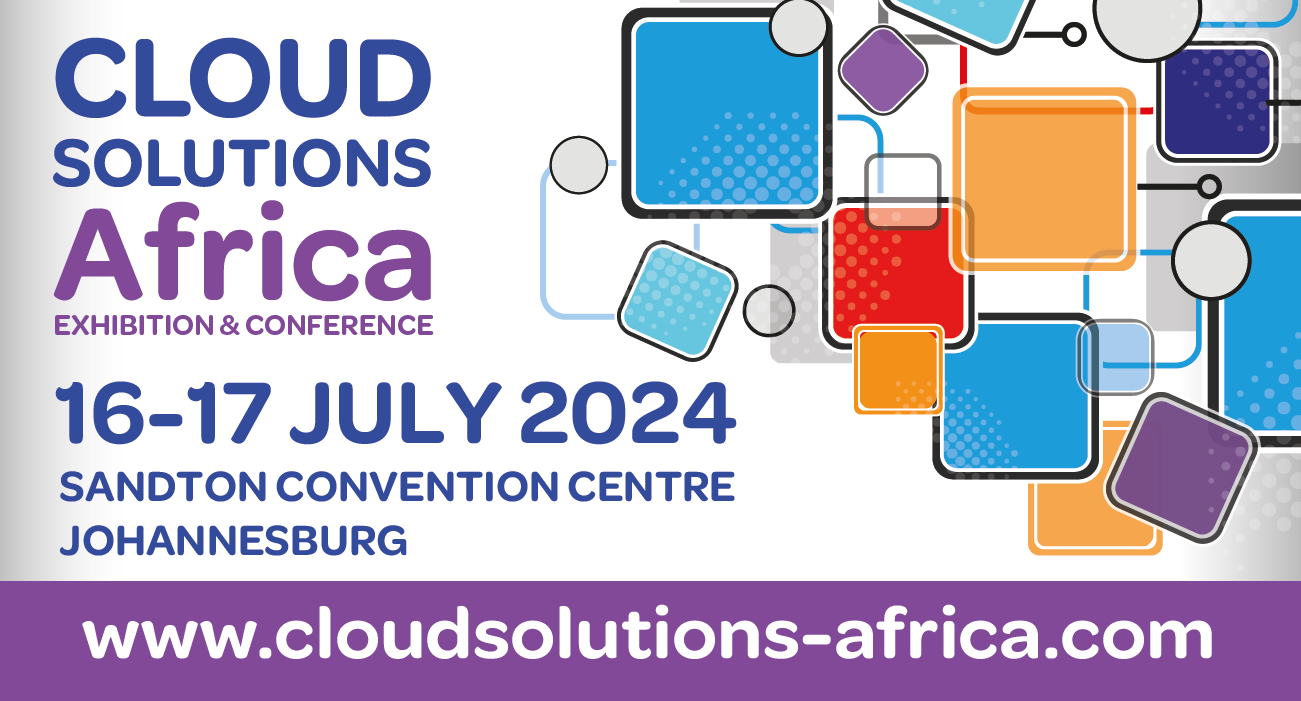 CLOUD
SOLUTIONS
Africa
EXHIBITION & CONFERENCE
16-17 JULY 2024
SANDTON CONVENTION CENTRE
JOHANNESBURG
www.cloudsolutions-africa.com